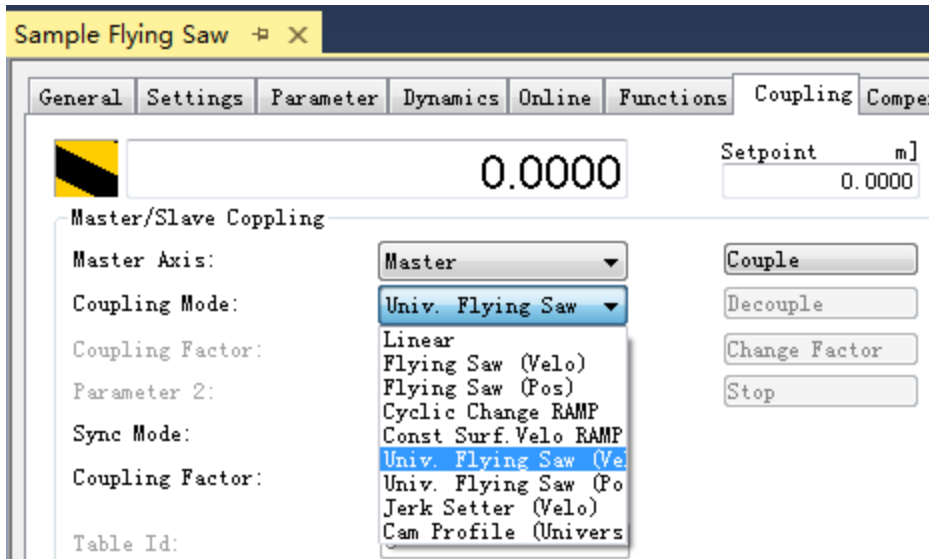 Sample Flying Saw
General Settings Parameter Dynamics Online Functions Coupling Compe
0.0000
Setpoint m]
0.0000
Master/Slave Coppling
Master Axis: Master Couple
Coupling Mode: Univ. Flying Saw Decouple
Coupling Factor: Change Factor
Parameter 2: Stop
Sync Mode:
Coupling Factor:
Table Id:
Linear
Flying Saw (Velo)
Flying Saw (Pos)
Cyclic Change RAMP
Const Surf.Velo RAMP
Univ. Flying Saw (Ve
Univ. Flying Saw (Po
Jerk Setter (Velo)
Cam Profile (Univers